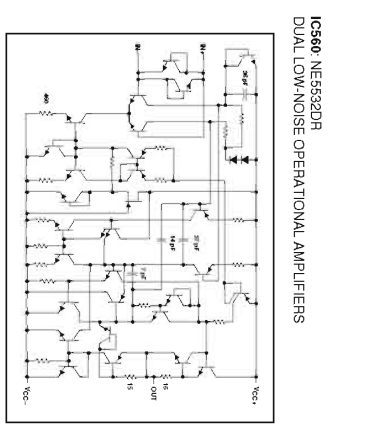 IC560: NE5532DR
DUAL LOW-NOISE OPERATIONAL AMPLIFIERS
IN-
IN+
36 pF
460
37 pF
14 pF
7 pF
15
15
OUT
VCC-
VCC+